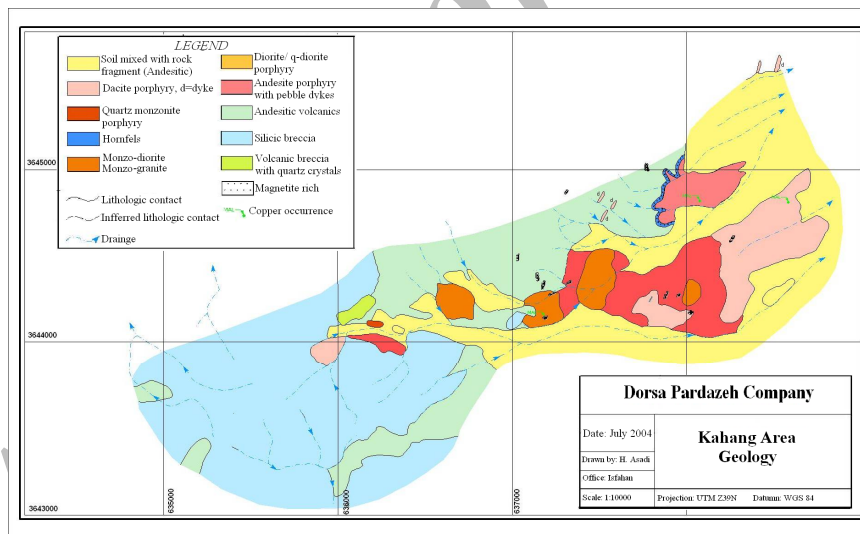 LEGEND
Soil mixed with rock
fragment (Andesitic)
Dacite porphyry, d=dyke
Quartz monzonite
porphyry
Hornfels
Monzo-diorite
Monzo-granite
Lithologic contact
Infferred lithologic contact
Drainge
Diorite/ q-diorite
porphyry
Andesite porphyry
with pebble dykes
Andesitic volcanics
Silicic breccia
Volcanic breccia
with quartz crystals
Magnetite rich
Copper occurrence
3645000
3644000
3643000
635000
636000
637000
Dorsa Pardazeh Company
Date: July 2004
Drawn by: H. Asadi
Office: Isfahan
Scale: 1:10000
Kahang Area
Geology
Projection: UTM Z39N Datumn: WGS 84